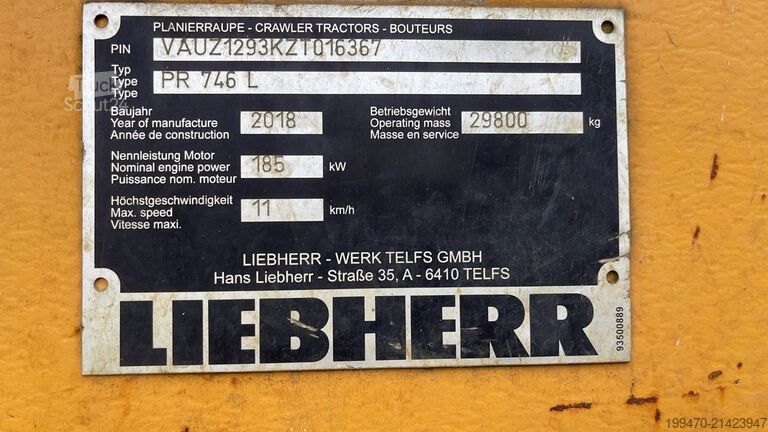 PLANIERRAUPE - CRAWLER TRACTORS - BOUTEURS
PIN VAUZ1293KZT016367
Typ
Type PR 746 L
Type
Truck
Scout24
Baujahr
Year of manufacture 2018
Année de construction
Betriebsgewicht
Operating mass 29800 kg
Masse en service
Nennleistung Motor
Nominal engine power 185 kW
Puissance nom. moteur
Höchstgeschwindigkeit
Max. speed 11 km/h
Vitesse maxi.
LIEBHERR - WERK TELFS GMBH
Hans Liebherr - Straße 35, A - 6410 TELFS
LIEBHERR
93500889
199470-21423947